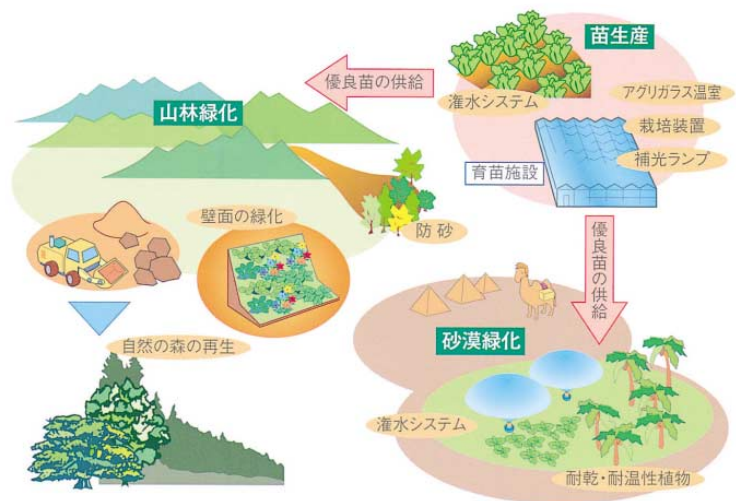 苗生産
優良苗の供給
灌水システム
アグリガラス温室
栽培装置
補光ランプ
育苗施設
山林緑化
壁面の緑化
防砂
自然の森の再生
優良苗の供給
砂漠緑化
灌水システム
耐乾・耐温性植物